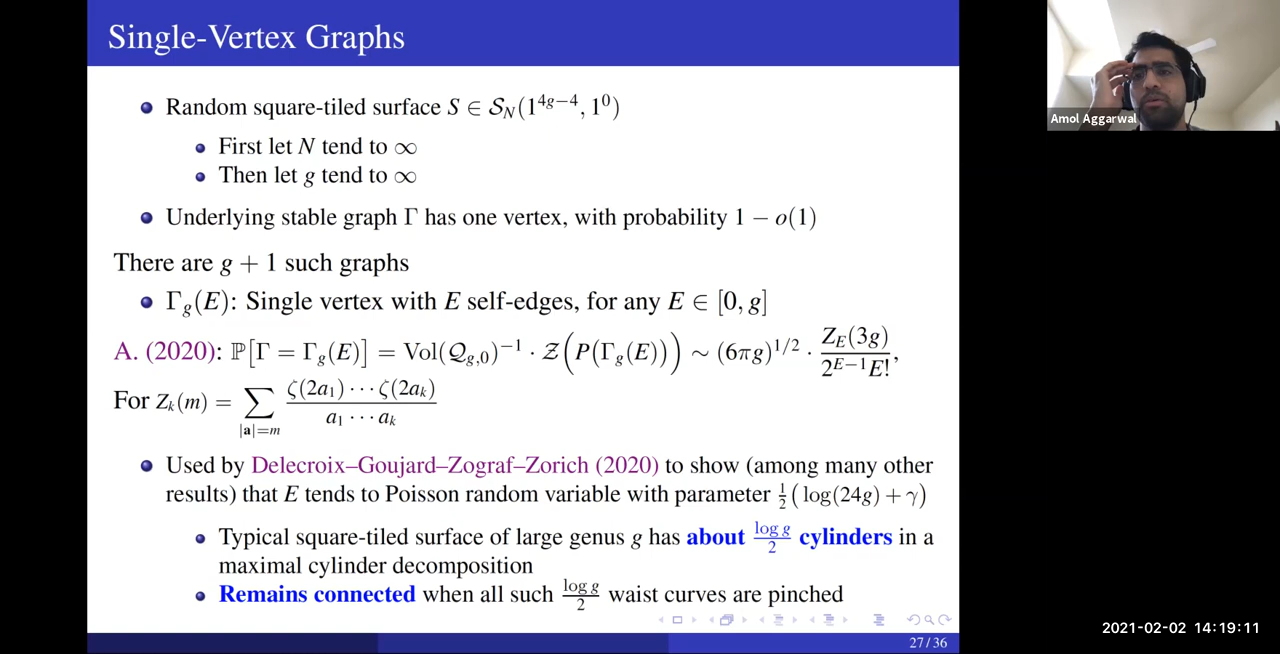 Single-Vertex Graphs
Amol Aggarwal
Random square-tiled surface S ∈ 𝒮_N(1^{4g−4}, 1^0)
First let N tend to ∞
Then let g tend to ∞
Underlying stable graph Γ has one vertex, with probability 1 − o(1)
There are g + 1 such graphs
Γ_g(E): Single vertex with E self-edges, for any E ∈ [0, g]
A. (2020): ℙ[Γ = Γ_g(E)] = Vol(𝒬_{g,0})^{−1} · 𝒵(P(Γ_g(E))) ∼ (6πg)^{1/2} · Z_E(3g) / 2^{E−1}E!,
For Z_k(m) = ∑_{|𝐚|=m} ζ(2a_1) ··· ζ(2a_k) / a_1 ··· a_k
Used by Delecroix–Goujard–Zograf–Zorich (2020) to show (among many other
results) that E tends to Poisson random variable with parameter ½(log(24g) + γ)
Typical square-tiled surface of large genus g has about log g / 2 cylinders in a
maximal cylinder decomposition
Remains connected when all such log g / 2 waist curves are pinched
27 / 36
2021-02-02 14:19:11